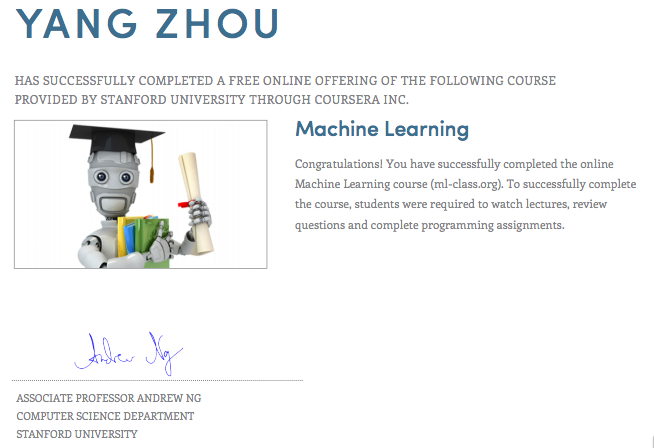 YANG ZHOU
HAS SUCCESSFULLY COMPLETED A FREE ONLINE OFFERING OF THE FOLLOWING COURSE
PROVIDED BY STANFORD UNIVERSITY THROUGH COURSERA INC.
Machine Learning
Congratulations! You have successfully completed the online
Machine Learning course (ml-class.org). To successfully complete
the course, students were required to watch lectures, review
questions and complete programming assignments.
Andrew Ng
ASSOCIATE PROFESSOR ANDREW NG
COMPUTER SCIENCE DEPARTMENT
STANFORD UNIVERSITY